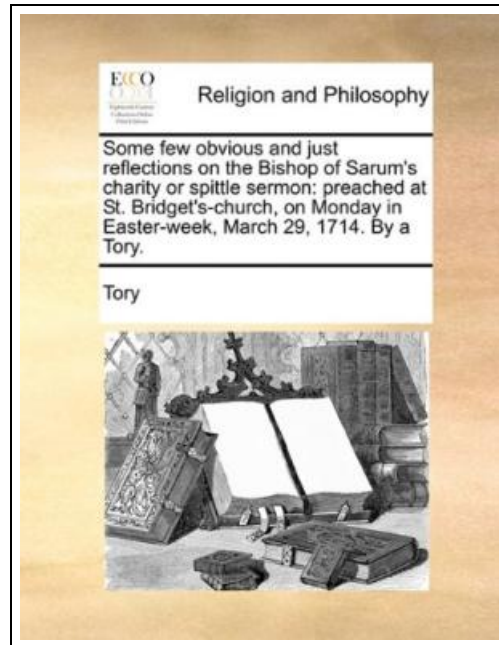 ECCO
Religion and Philosophy
Some few obvious and just
reflections on the Bishop of Sarum's
charity or spittle sermon: preached at
St. Bridget's-church, on Monday in
Easter-week, March 29, 1714. By a
Tory.
Tory